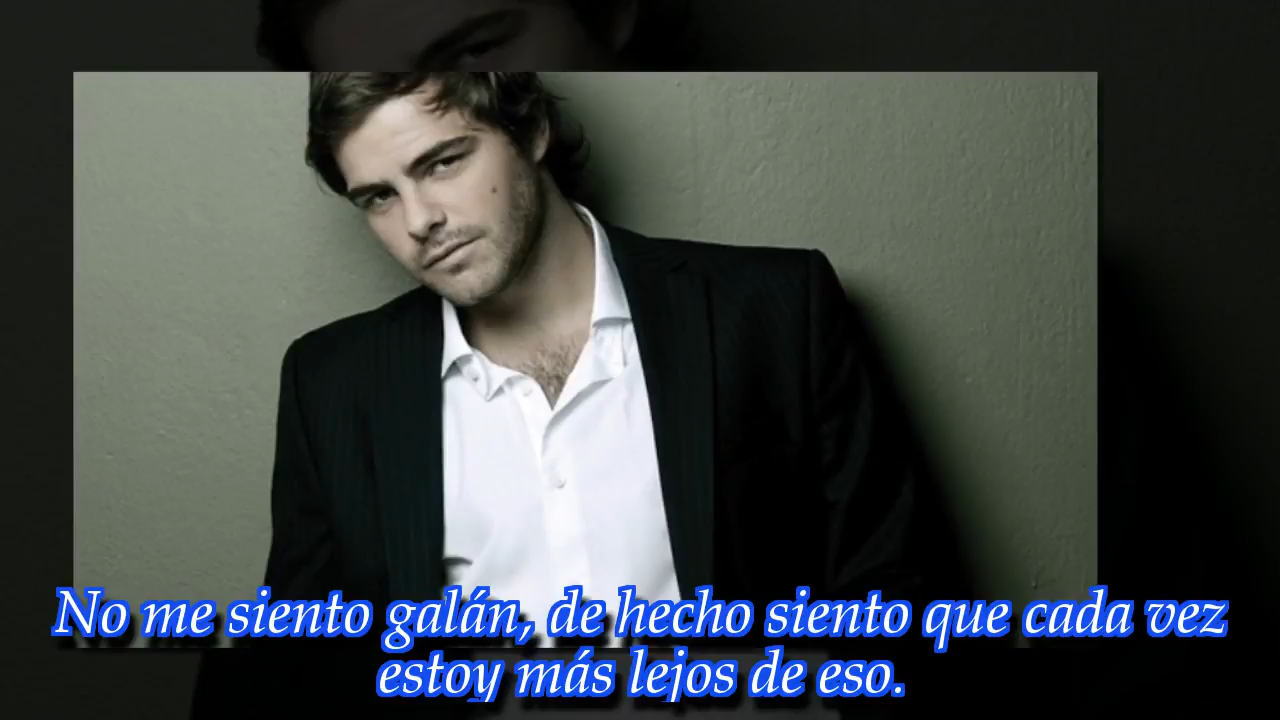 No me siento galán, de hecho siento que cada vez
estoy más lejos de eso.